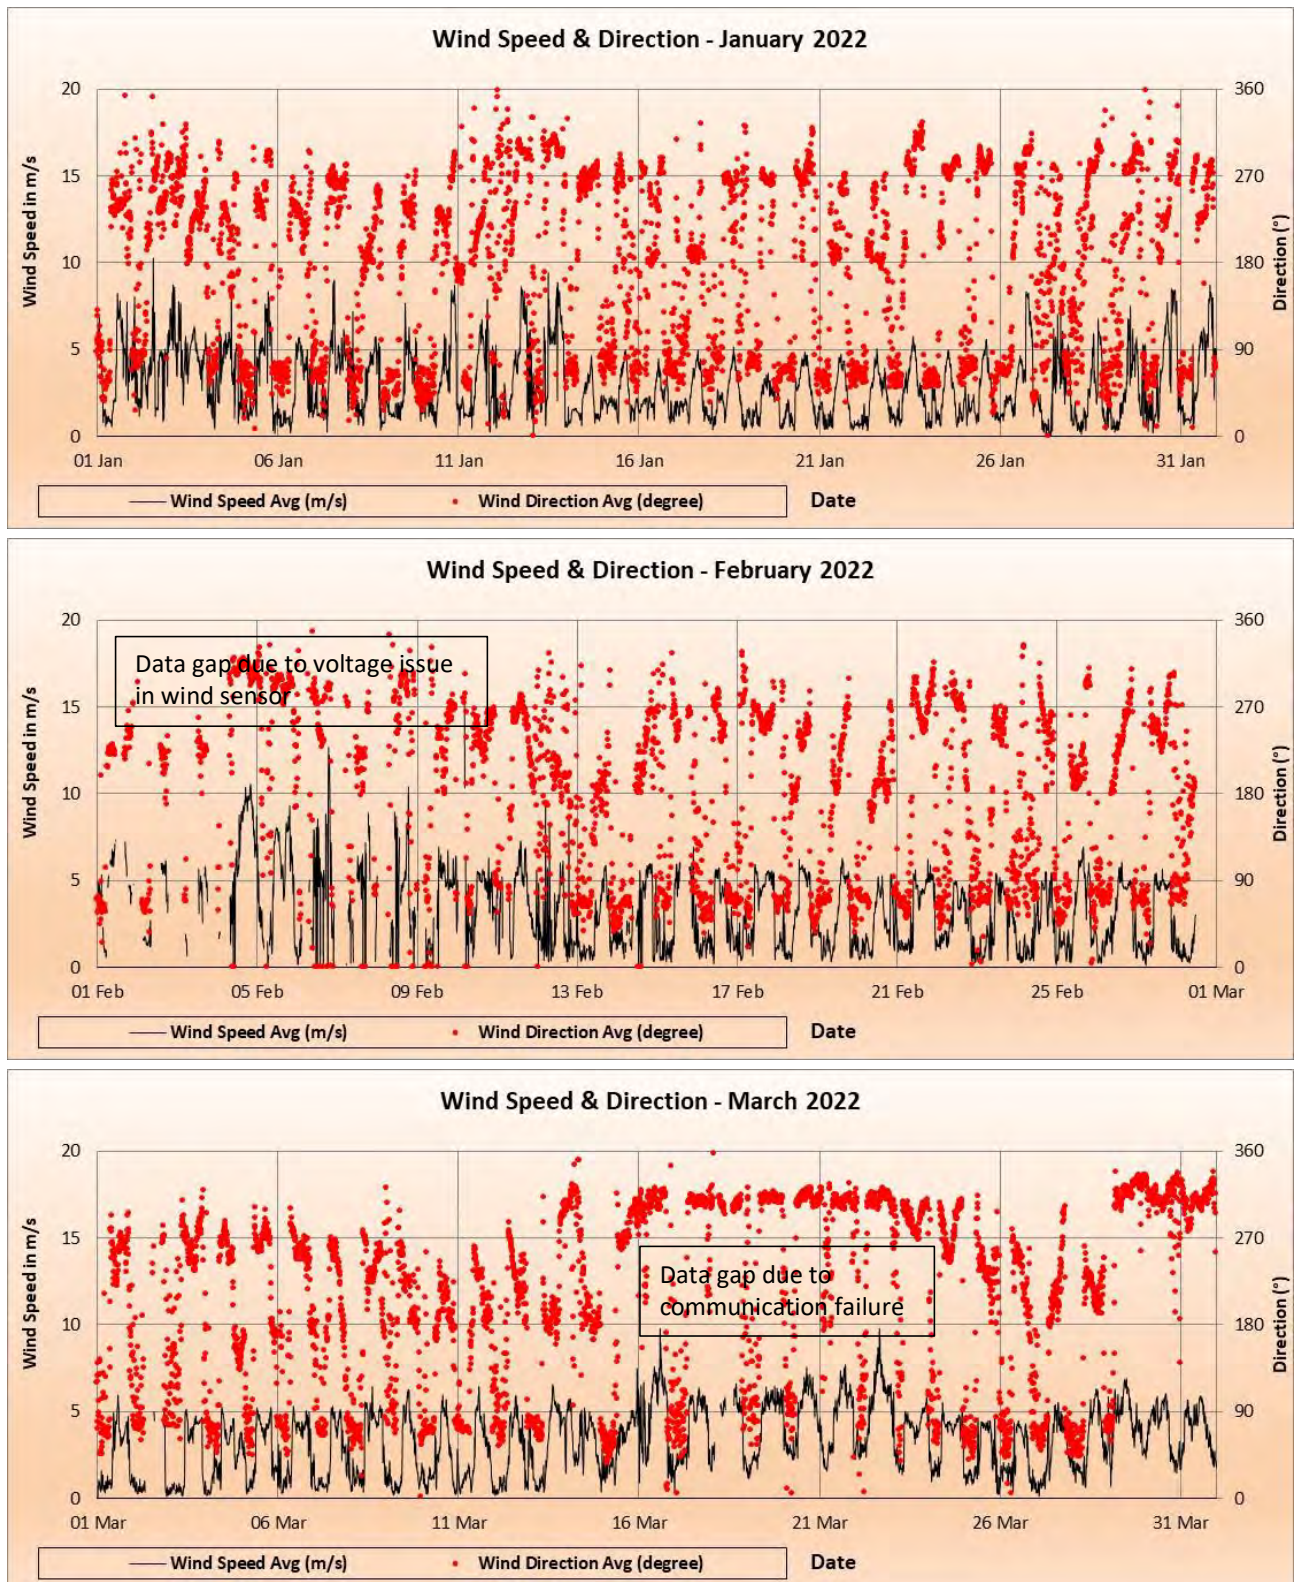 Wind Speed & Direction - January 2022
20
15
10
5
0
Wind Speed in m/s
360
270
180
90
0
Direction (°)
01 Jan 06 Jan 11 Jan 16 Jan 21 Jan 26 Jan 31 Jan
Wind Speed Avg (m/s) Wind Direction Avg (degree) Date
Wind Speed & Direction - February 2022
20
15
10
5
0
Wind Speed in m/s
Data gap due to voltage issue
in wind sensor
360
270
180
90
0
Direction (°)
01 Feb 05 Feb 09 Feb 13 Feb 17 Feb 21 Feb 25 Feb 01 Mar
Wind Speed Avg (m/s) Wind Direction Avg (degree) Date
Wind Speed & Direction - March 2022
20
15
10
5
0
Wind Speed in m/s
Data gap due to
communication failure
360
270
180
90
0
Direction (°)
01 Mar 06 Mar 11 Mar 16 Mar 21 Mar 26 Mar 31 Mar
Wind Speed Avg (m/s) Wind Direction Avg (degree) Date